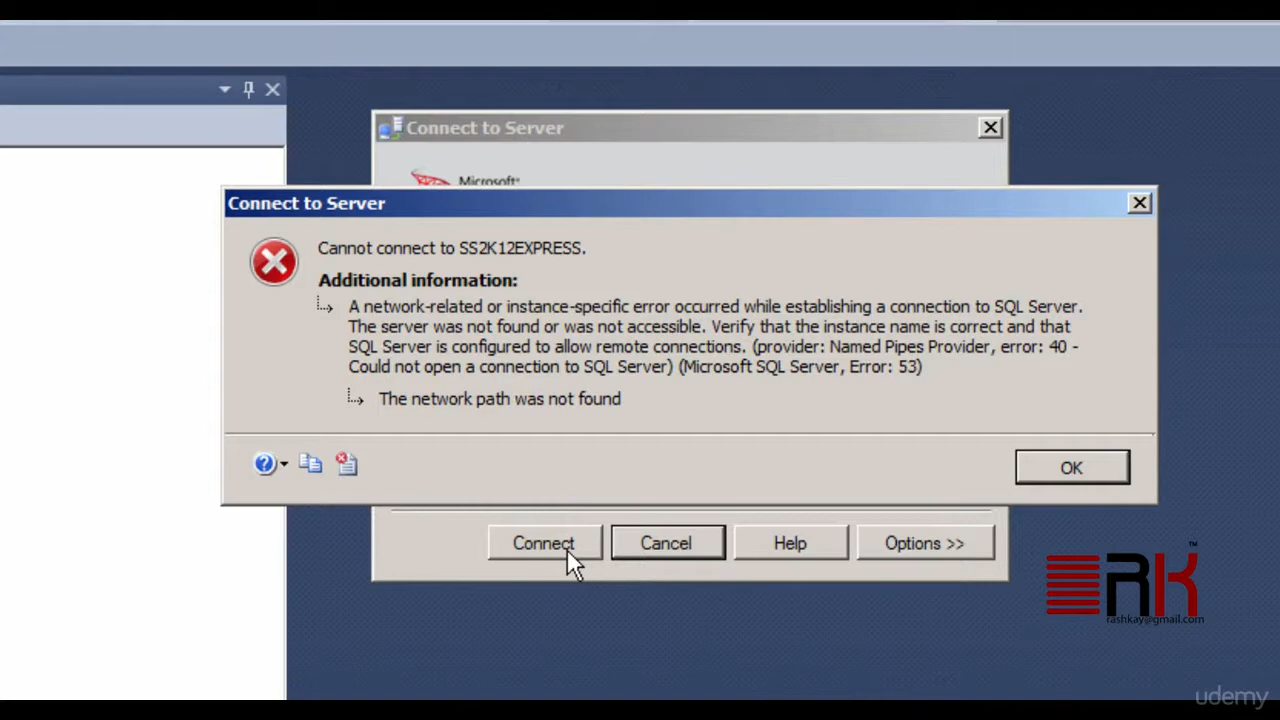 Connect to Server
Microsoft®
Connect to Server
Cannot connect to SS2K12EXPRESS.
Additional information:
A network-related or instance-specific error occurred while establishing a connection to SQL Server.
The server was not found or was not accessible. Verify that the instance name is correct and that
SQL Server is configured to allow remote connections. (provider: Named Pipes Provider, error: 40 -
Could not open a connection to SQL Server) (Microsoft SQL Server, Error: 53)
The network path was not found
OK
Connect
Cancel
Help
Options >>
RK™
rashkay@gmail.com
udemy